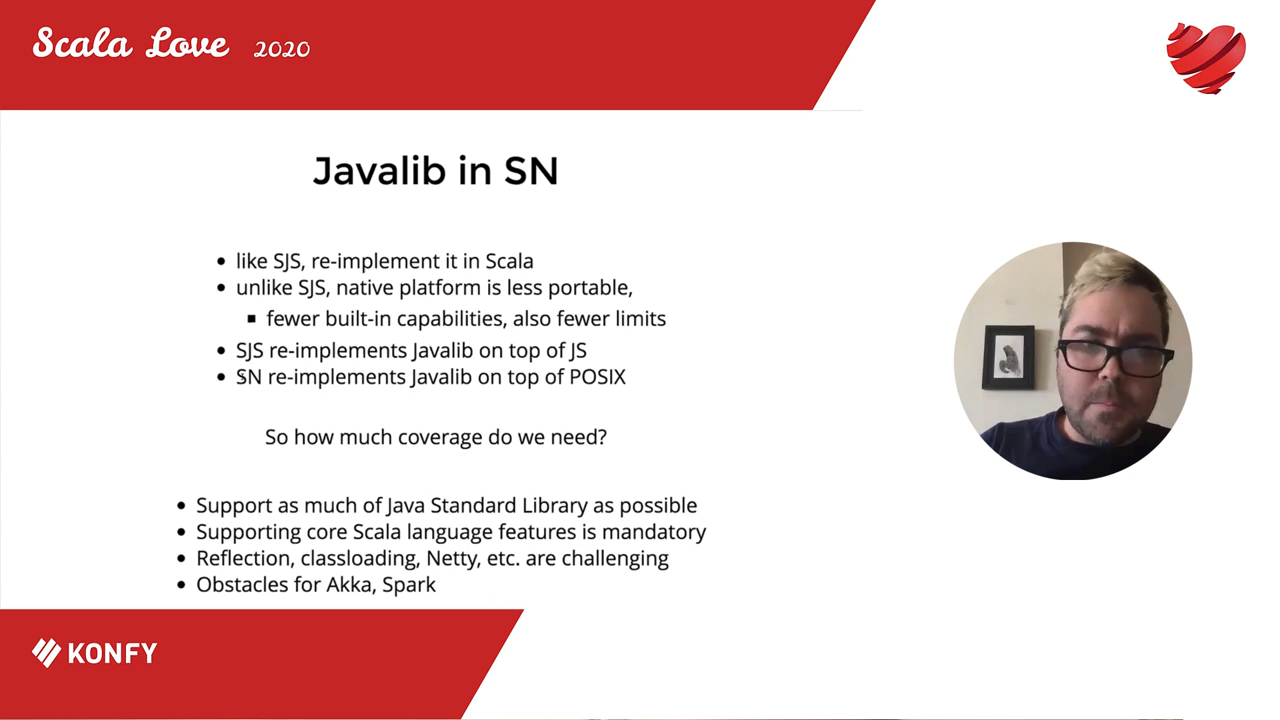 Scala Love 2020
Javalib in SN
like SJS, re-implement it in Scala
unlike SJS, native platform is less portable,
fewer built-in capabilities, also fewer limits
SJS re-implements Javalib on top of JS
SN re-implements Javalib on top of POSIX
So how much coverage do we need?
Support as much of Java Standard Library as possible
Supporting core Scala language features is mandatory
Reflection, classloading, Netty, etc. are challenging
Obstacles for Akka, Spark
KONFY